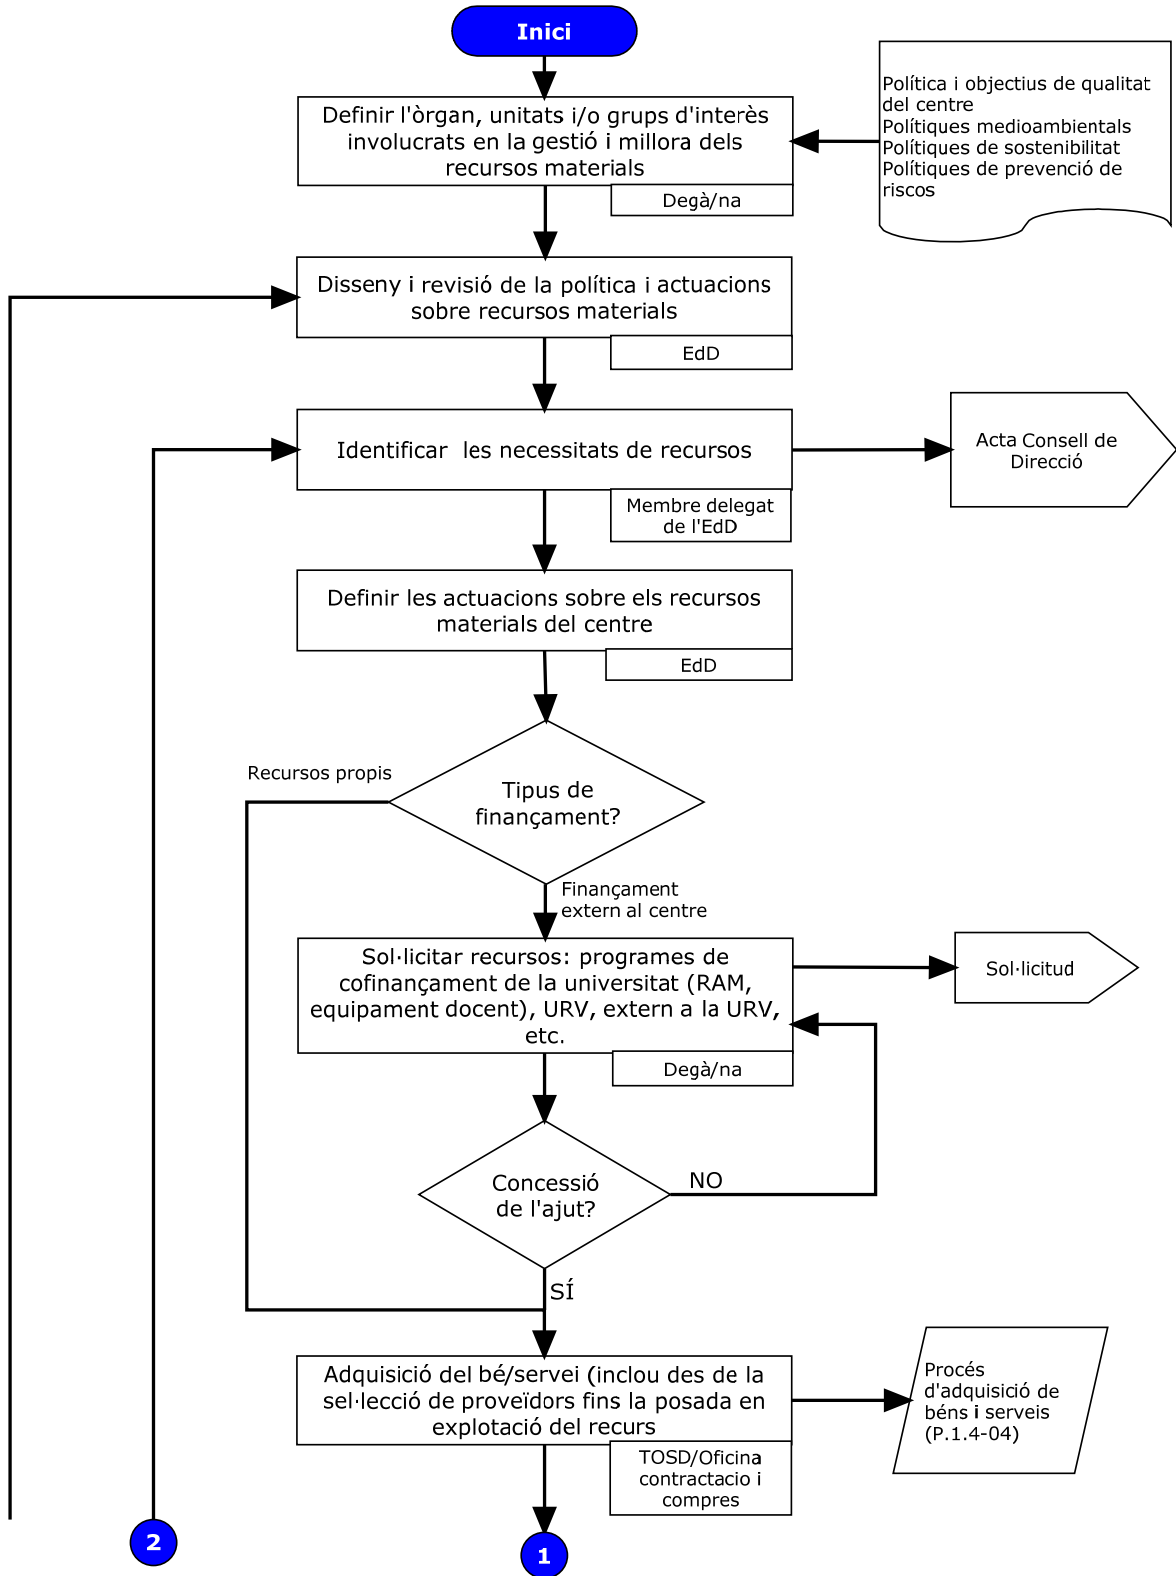 Inici
Política i objectius de qualitat
del centre
Polítiques medioambientals
Polítiques de sostenibilitat
Polítiques de prevenció de
riscos
Definir l'òrgan, unitats i/o grups d'interès
involucrats en la gestió i millora dels
recursos materials
Degà/na
Disseny i revisió de la política i actuacions
sobre recursos materials
EdD
Identificar les necessitats de recursos
Membre delegat
de l'EdD
Acta Consell de
Direcció
Definir les actuacions sobre els recursos
materials del centre
EdD
Recursos propis
Tipus de
finançament?
Finançament
extern al centre
Sol·licitar recursos: programes de
cofinançament de la universitat (RAM,
equipament docent), URV, extern a la URV,
etc.
Degà/na
Sol·licitud
Concessió
de l'ajut?
NO
SÍ
Adquisició del bé/servei (inclou des de la
sel·lecció de proveïdors fins la posada en
explotació del recurs
TOSD/Oficina
contractacio i
compres
Procés
d'adquisició de
béns i serveis
(P.1.4-04)
2
1